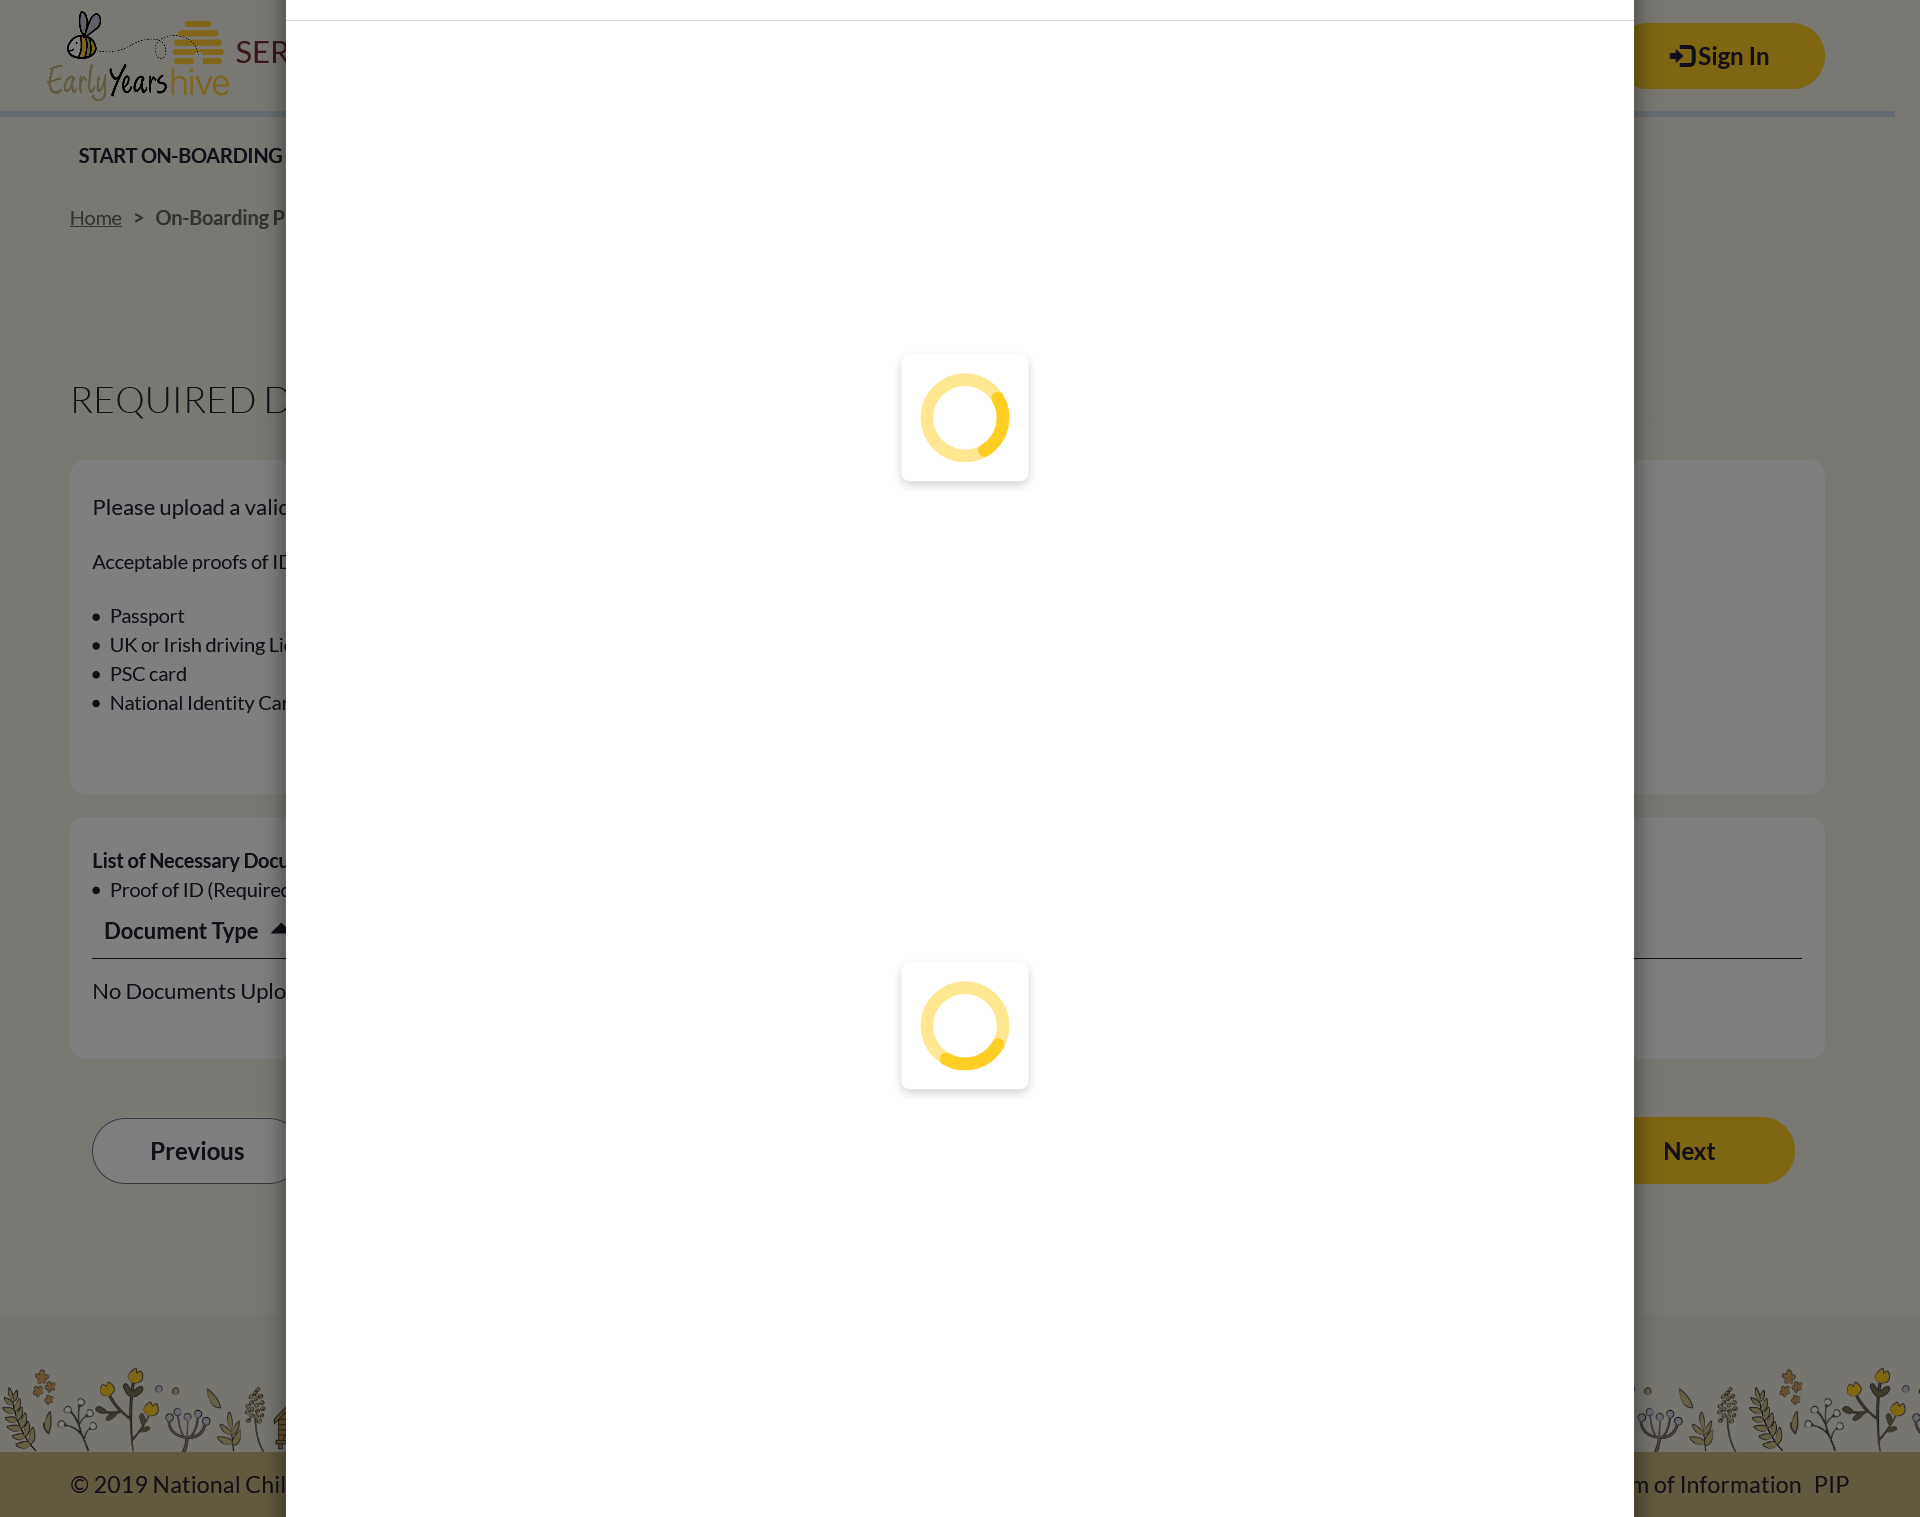 Early Years hive
SER
Sign In
START ON-BOARDING
Home > On-Boarding P
REQUIRED D
Please upload a valid
Acceptable proofs of ID
• Passport
• UK or Irish driving Li
• PSC card
• National Identity Car
List of Necessary Docu
• Proof of ID (Required
Document Type
No Documents Uplo
Previous
Next
© 2019 National Chil
m of Information PIP